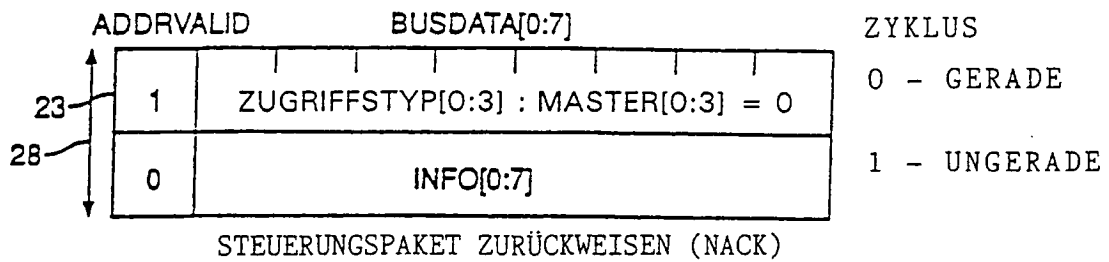 ADDRVALID BUSDATA[0:7] ZYKLUS
23 1 ZUGRIFFSTYP[0:3] : MASTER[0:3] = 0 0 - GERADE
28 0 INFO[0:7] 1 - UNGERADE
STEUERUNGSPAKET ZURÜCKWEISEN (NACK)